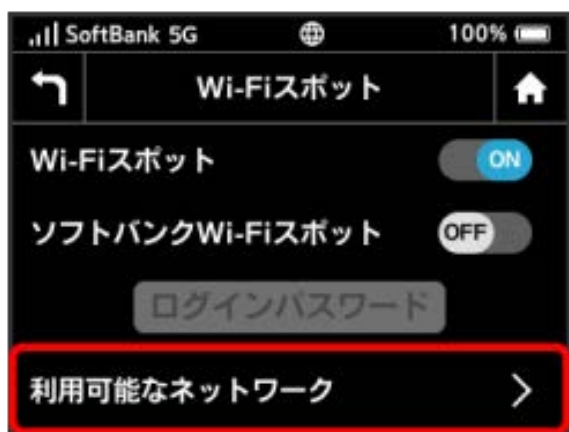 SoftBank 5G 100%
Wi-Fiスポット
Wi-Fiスポット ON
ソフトバンクWi-Fiスポット OFF
ログインパスワード
利用可能なネットワーク